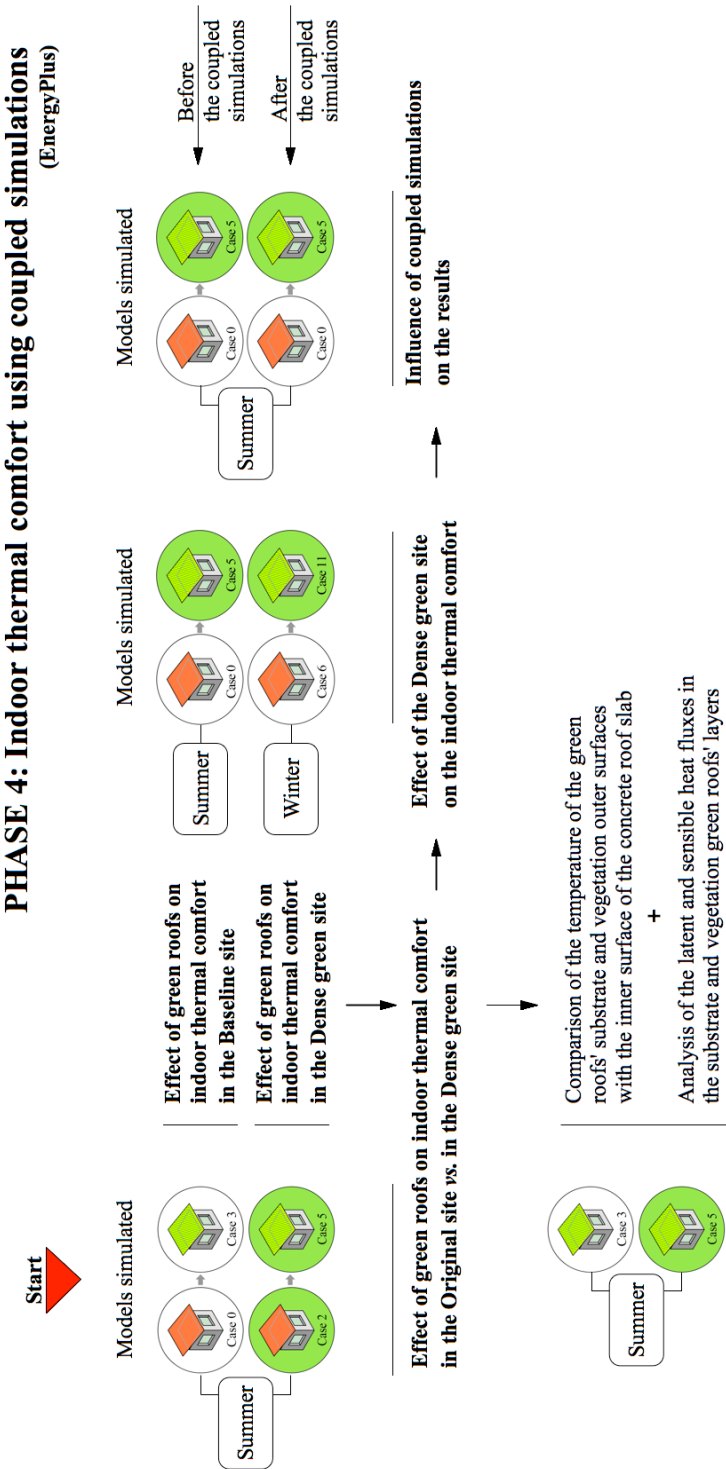 PHASE 4: Indoor thermal comfort using coupled simulations
(EnergyPlus)
Start
Models simulated
Summer
Case 0
Case 3
Case 2
Case 5
Effect of green roofs on
indoor thermal comfort
in the Baseline site
Effect of green roofs on
indoor thermal comfort
in the Dense green site
Models simulated
Summer
Case 0
Case 5
Winter
Case 6
Case 11
Models simulated
Summer
Case 0
Case 5
Case 0
Case 5
Before
the coupled
simulations
After
the coupled
simulations
Effect of green roofs on indoor thermal comfort
in the Original site vs. in the Dense green site
Effect of the Dense green site
on the indoor thermal comfort
Influence of coupled simulations
on the results
Summer
Case 3
Case 5
Comparison of the temperature of the green
roofs' substrate and vegetation outer surfaces
with the inner surface of the concrete roof slab
+
Analysis of the latent and sensible heat fluxes in
the substrate and vegetation green roofs' layers